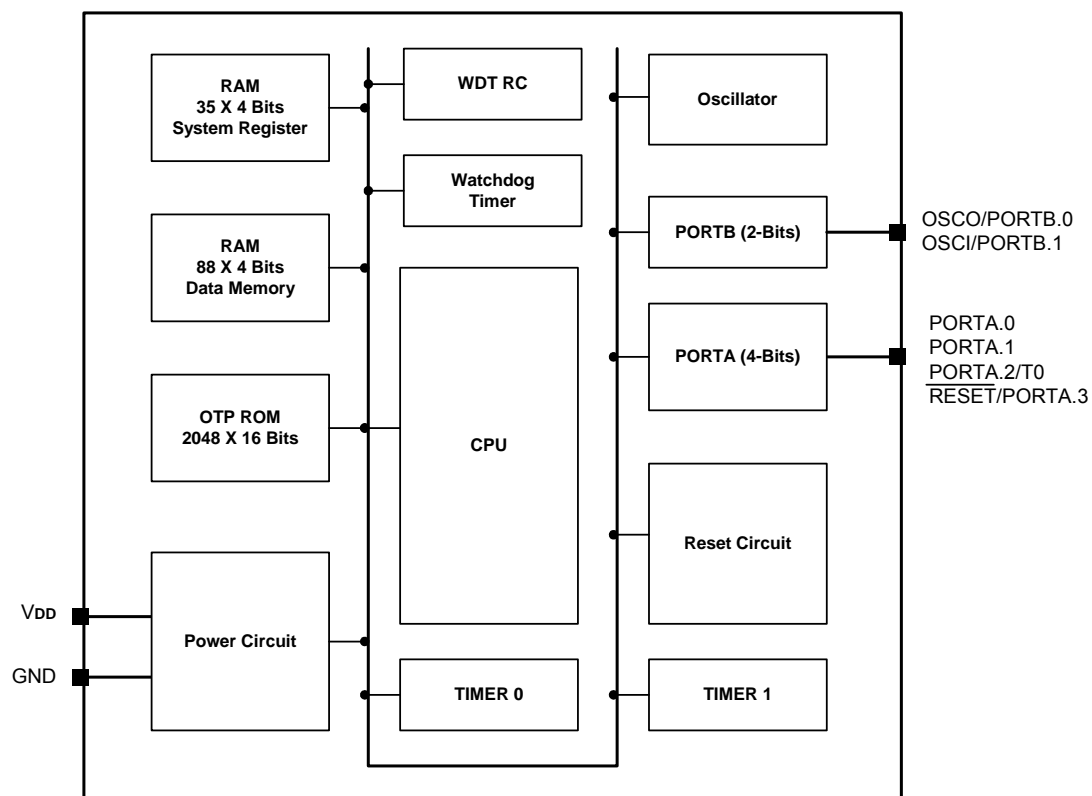 RAM
35 X 4 Bits
System Register
WDT RC
Oscillator
Watchdog
Timer
RAM
88 X 4 Bits
Data Memory
PORTB (2-Bits)
OSCO/PORTB.0
OSCI/PORTB.1
PORTA (4-Bits)
PORTA.0
PORTA.1
PORTA.2/T0
RESET/PORTA.3
OTP ROM
2048 X 16 Bits
CPU
Reset Circuit
VDD
GND
Power Circuit
TIMER 0
TIMER 1